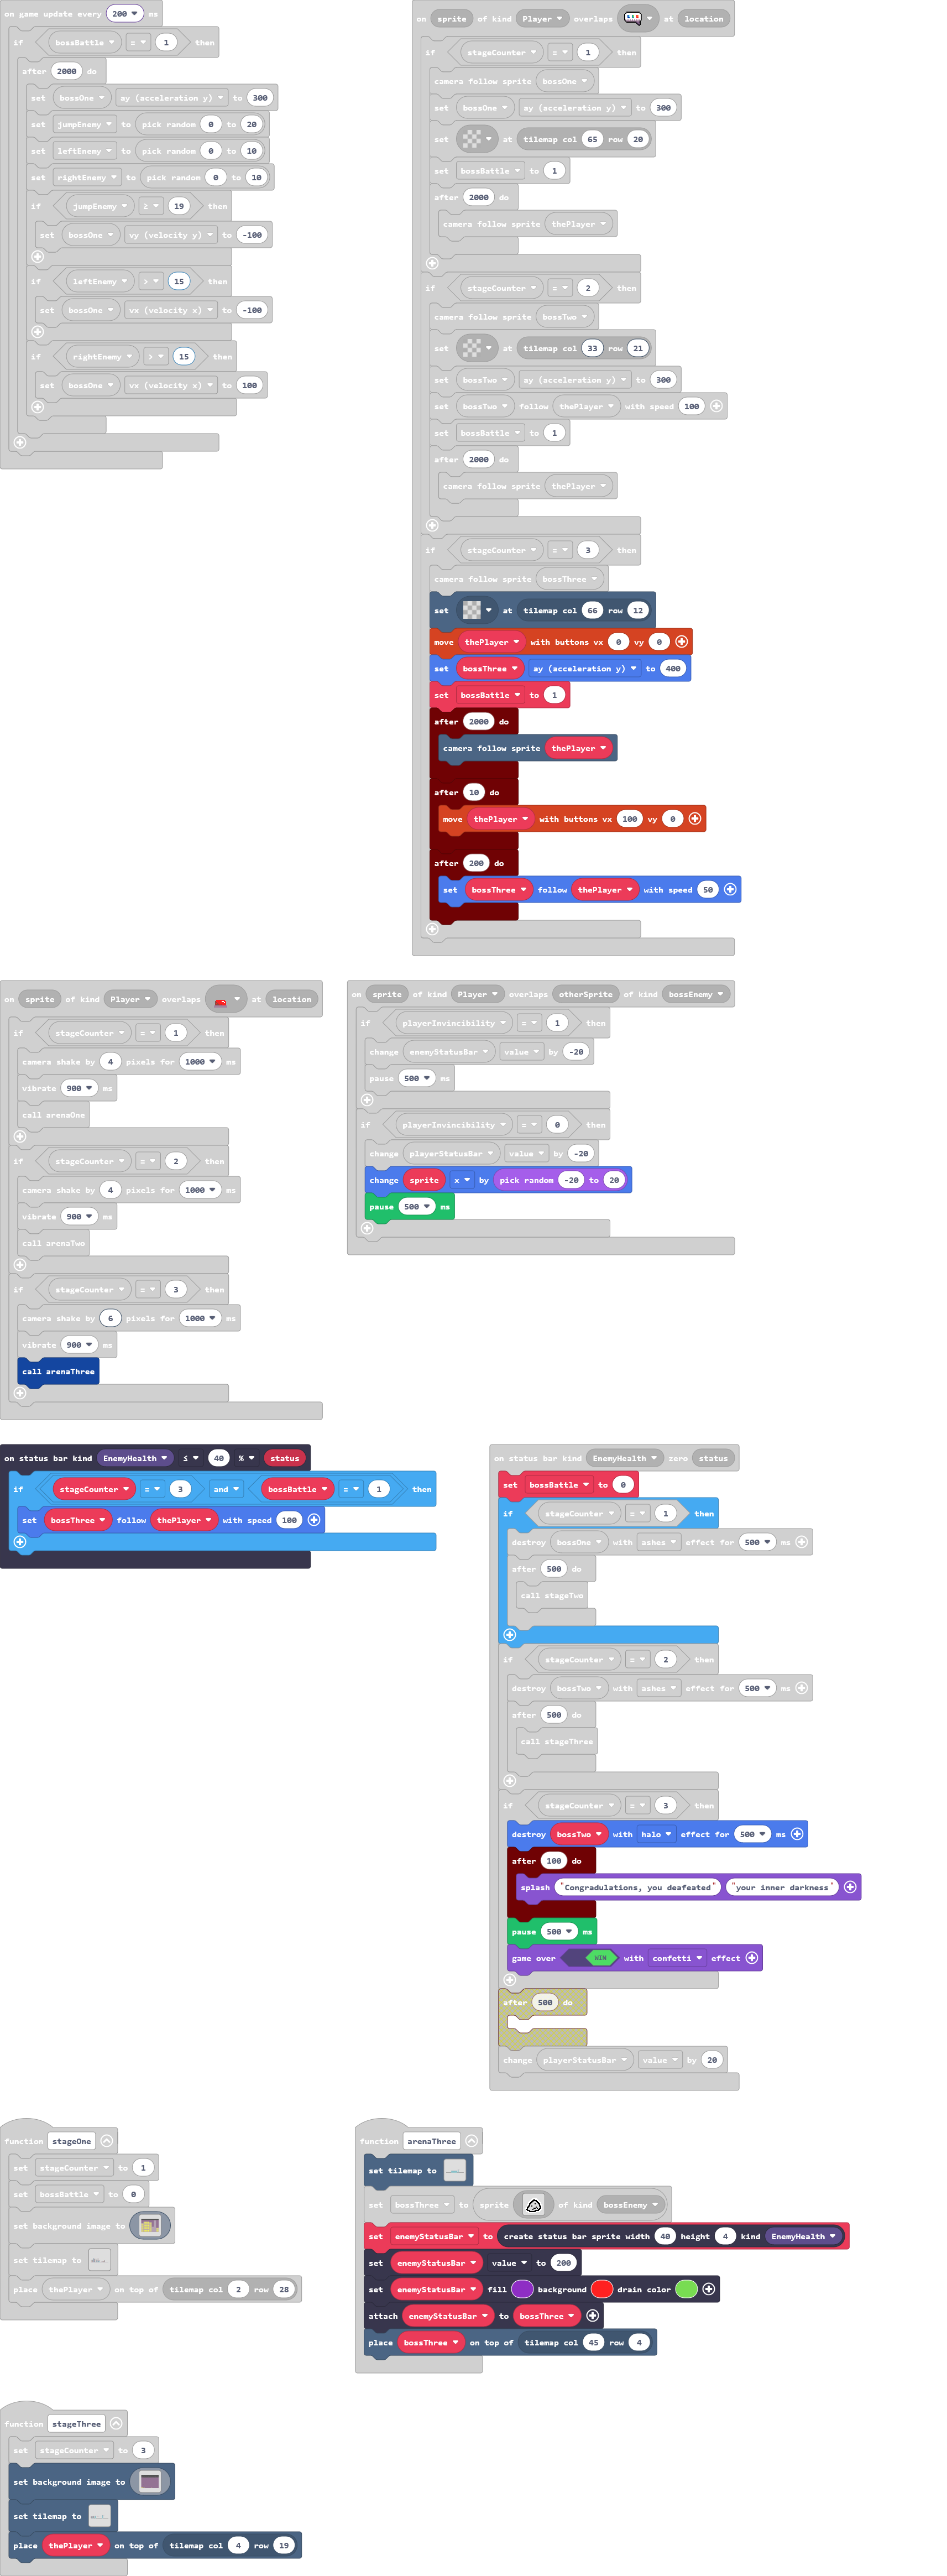 on game update every 200 ms
if bossBattle = 1 then
after 2000 do
set bossOne ay (acceleration y) to 300
set jumpEnemy to pick random 0 to 20
set leftEnemy to pick random 0 to 10
set rightEnemy to pick random 0 to 10
if jumpEnemy ≥ 19 then
set bossOne vy (velocity y) to -100
if leftEnemy > 15 then
set bossOne vx (velocity x) to -100
if rightEnemy > 15 then
set bossOne vx (velocity x) to 100
on sprite of kind Player overlaps at location
if stageCounter = 1 then
camera follow sprite bossOne
set bossOne ay (acceleration y) to 300
set at tilemap col 65 row 20
set bossBattle to 1
after 2000 do
camera follow sprite thePlayer
if stageCounter = 2 then
camera follow sprite bossTwo
set at tilemap col 33 row 21
set bossTwo ay (acceleration y) to 300
set bossTwo follow thePlayer with speed 100
set bossBattle to 1
after 2000 do
camera follow sprite thePlayer
if stageCounter = 3 then
camera follow sprite bossThree
set at tilemap col 66 row 12
move thePlayer with buttons vx 0 vy 0
set bossThree ay (acceleration y) to 400
set bossBattle to 1
after 2000 do
camera follow sprite thePlayer
after 10 do
move thePlayer with buttons vx 100 vy 0
after 200 do
set bossThree follow thePlayer with speed 50
on sprite of kind Player overlaps at location
if stageCounter = 1 then
camera shake by 4 pixels for 1000 ms
vibrate 900 ms
call arenaOne
if stageCounter = 2 then
camera shake by 4 pixels for 1000 ms
vibrate 900 ms
call arenaTwo
if stageCounter = 3 then
camera shake by 6 pixels for 1000 ms
vibrate 900 ms
call arenaThree
on sprite of kind Player overlaps otherSprite of kind bossEnemy
if playerInvincibility = 1 then
change enemyStatusBar value by -20
pause 500 ms
if playerInvincibility = 0 then
change playerStatusBar value by -20
change sprite x by pick random -20 to 20
pause 500 ms
on status bar kind EnemyHealth ≤ 40 % status
if stageCounter = 3 and bossBattle = 1 then
set bossThree follow thePlayer with speed 100
on status bar kind EnemyHealth zero status
set bossBattle to 0
if stageCounter = 1 then
destroy bossOne with ashes effect for 500 ms
after 500 do
call stageTwo
if stageCounter = 2 then
destroy bossTwo with ashes effect for 500 ms
after 500 do
call stageThree
if stageCounter = 3 then
destroy bossTwo with halo effect for 500 ms
after 100 do
splash "Congradulations, you deafeated" "your inner darkness"
pause 500 ms
game over WIN with confetti effect
after 500 do
change playerStatusBar value by 20
function stageOne
set stageCounter to 1
set bossBattle to 0
set background image to
set tilemap to
place thePlayer on top of tilemap col 2 row 28
function arenaThree
set tilemap to
set bossThree to sprite of kind bossEnemy
set enemyStatusBar to create status bar sprite width 40 height 4 kind EnemyHealth
set enemyStatusBar value to 200
set enemyStatusBar fill background drain color
attach enemyStatusBar to bossThree
place bossThree on top of tilemap col 45 row 4
function stageThree
set stageCounter to 3
set background image to
set tilemap to
place thePlayer on top of tilemap col 4 row 19